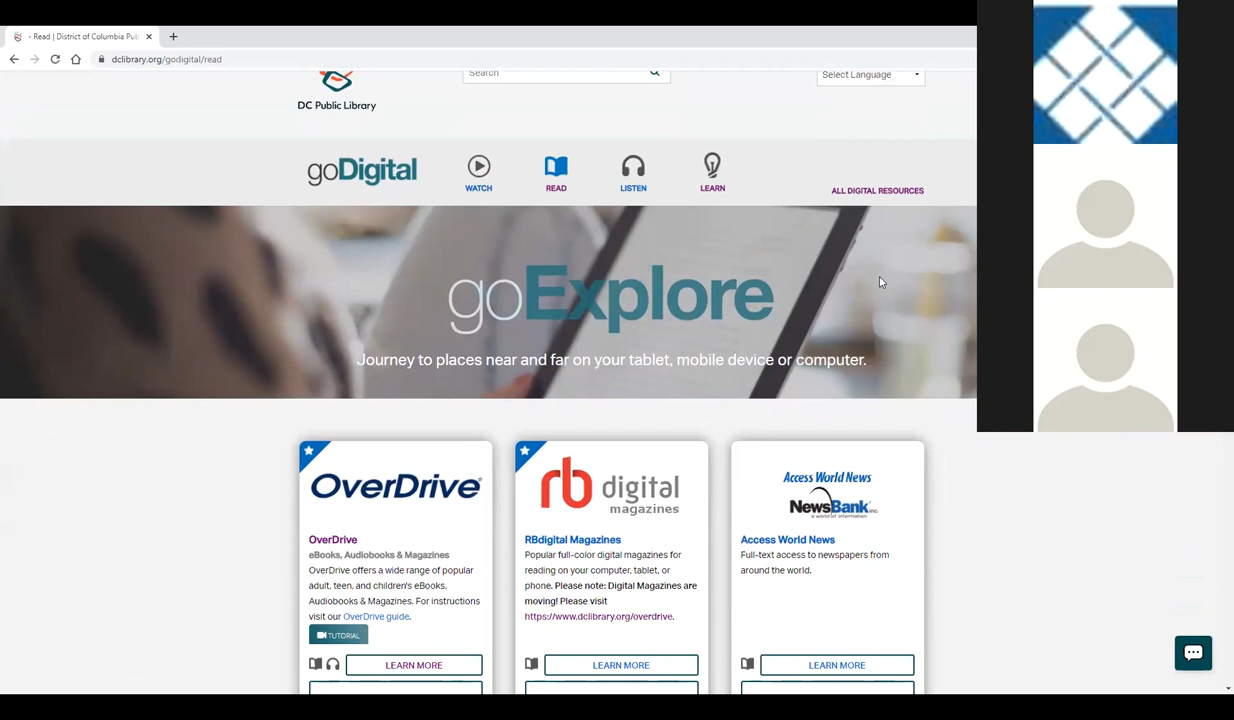 - Read | District of Columbia Pub
dclibrary.org/godigital/read
Search
Select Language
DC Public Library
goDigital
WATCH
READ
LISTEN
LEARN
ALL DIGITAL RESOURCES
goExplore
Journey to places near and far on your tablet, mobile device or computer.
OverDrive
OverDrive
eBooks, Audiobooks & Magazines
OverDrive offers a wide range of popular
adult, teen, and children's eBooks,
Audiobooks & Magazines. For instructions
visit our OverDrive guide.
TUTORIAL
LEARN MORE
rb digital
magazines
RBdigital Magazines
Popular full-color digital magazines for
reading on your computer, tablet, or
phone. Please note: Digital Magazines are
moving! Please visit
https://www.dclibrary.org/overdrive.
LEARN MORE
Access World News
NewsBank inc.
a world of information
Access World News
Full-text access to newspapers from
around the world.
LEARN MORE